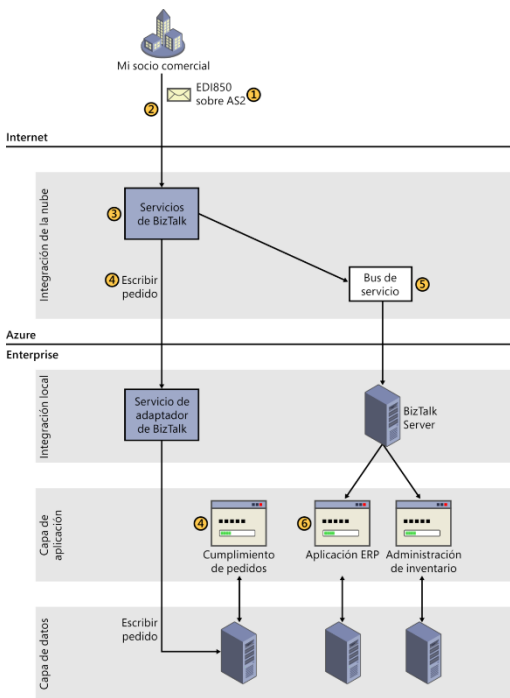 Mi socio comercial
EDI850
sobre AS2
1
2
Internet
Integración de la nube
3
Servicios
de BizTalk
4
Escribir
pedido
Bus de
servicio
5
Azure
Enterprise
Integración local
Servicio de
adaptador
de BizTalk
BizTalk
Server
Capa de
aplicación
4
Cumplimiento
de pedidos
6
Aplicación ERP
Administración
de inventario
Capa de datos
Escribir
pedido